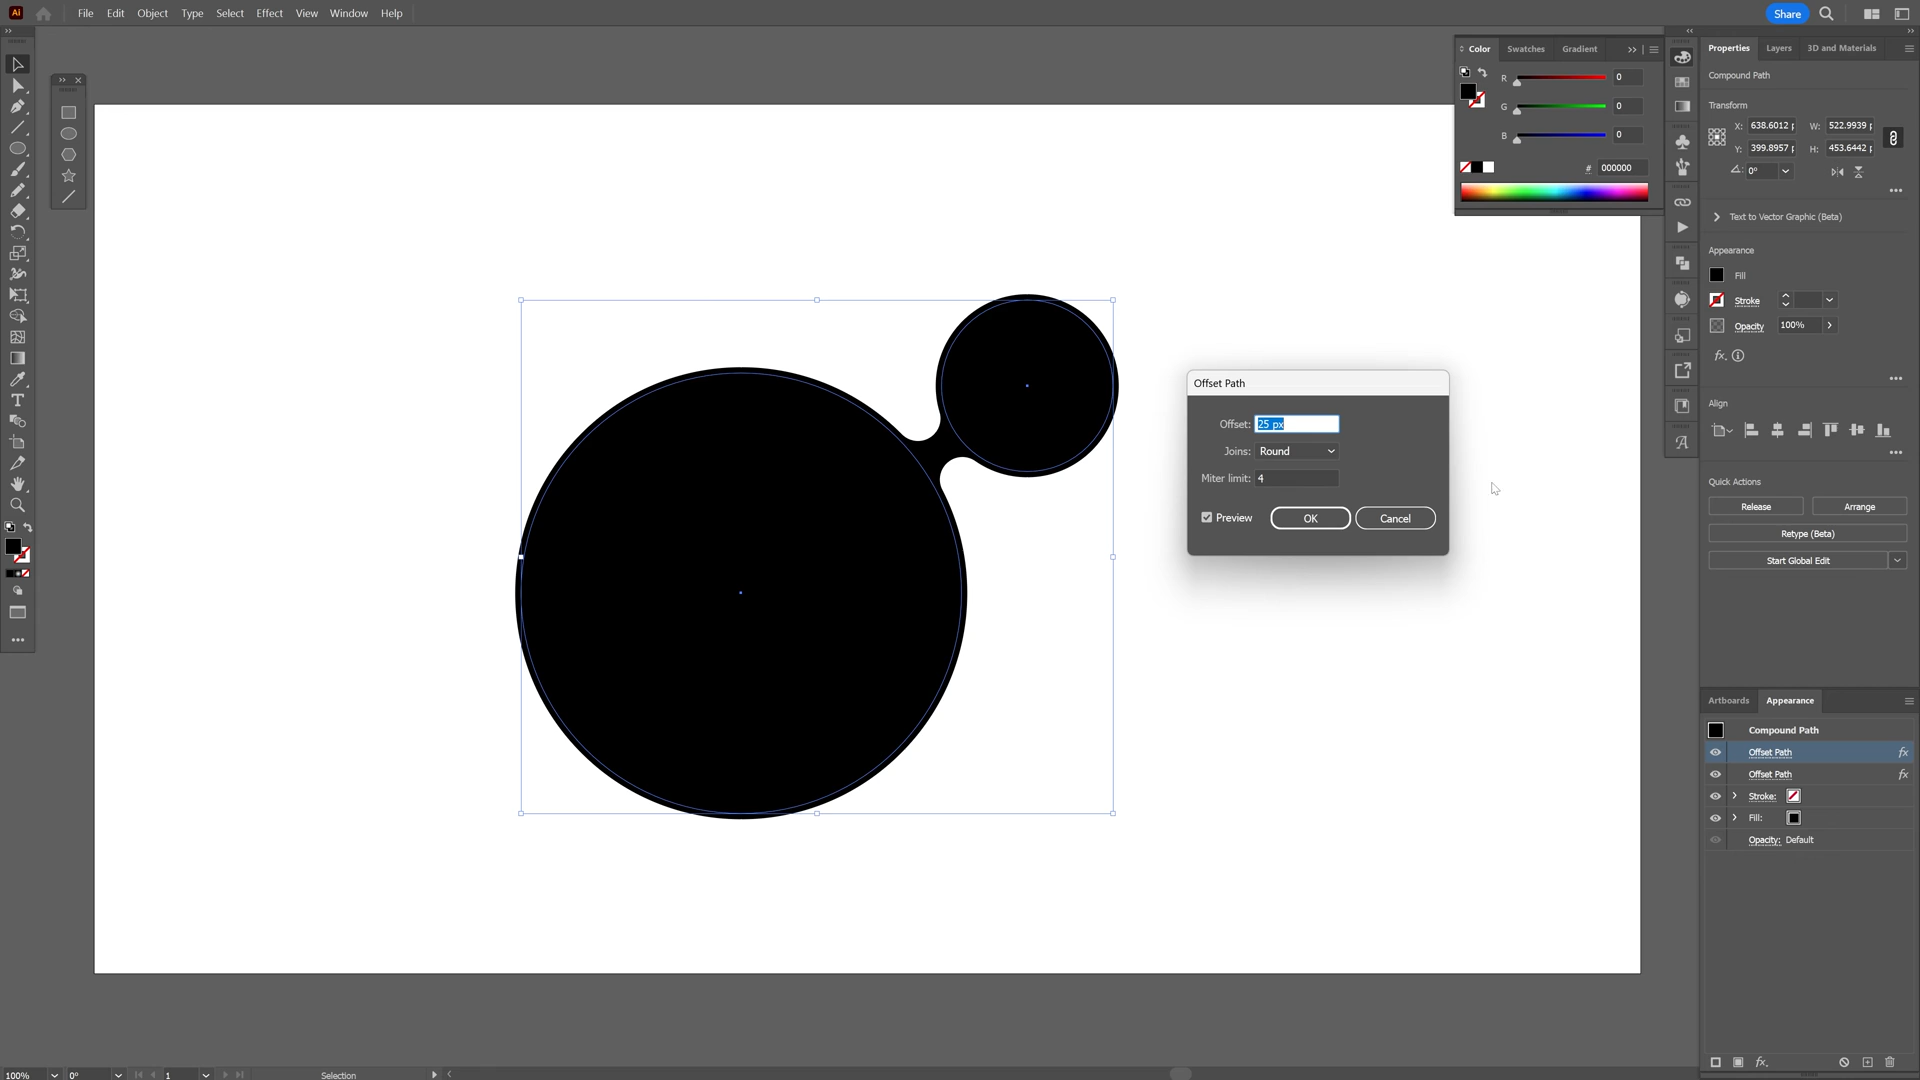 Ai File Edit Object Type Select Effect View Window Help Share
Color Swatches Gradient
R 0
G 0
B 0
# 000000
Properties Layers 3D and Materials
Compound Path
Transform
X: 638.6012 W: 522.9939
Y: 399.8957 H: 453.6442
0°
Text to Vector Graphic (Beta)
Appearance
Fill
Stroke
Opacity 100%
fx.
Align
Quick Actions
Release Arrange
Retype (Beta)
Start Global Edit
Offset Path
Offset: 25 px
Joins: Round
Miter limit: 4
Preview OK Cancel
Artboards Appearance
Compound Path
Offset Path fx
Offset Path fx
Stroke:
Fill:
Opacity: Default
fx.
100% 0° 1 Selection